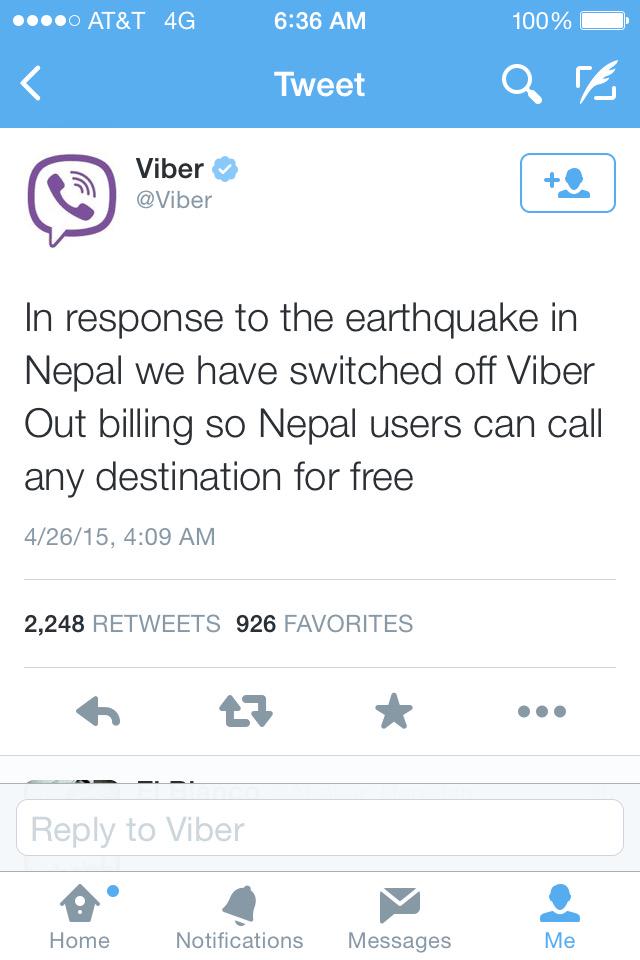 AT&T 4G 6:36 AM 100%
Tweet
Viber
@Viber
In response to the earthquake in
Nepal we have switched off Viber
Out billing so Nepal users can call
any destination for free
4/26/15, 4:09 AM
2,248 RETWEETS 926 FAVORITES
El Blanco
Reply to Viber
Home Notifications Messages Me